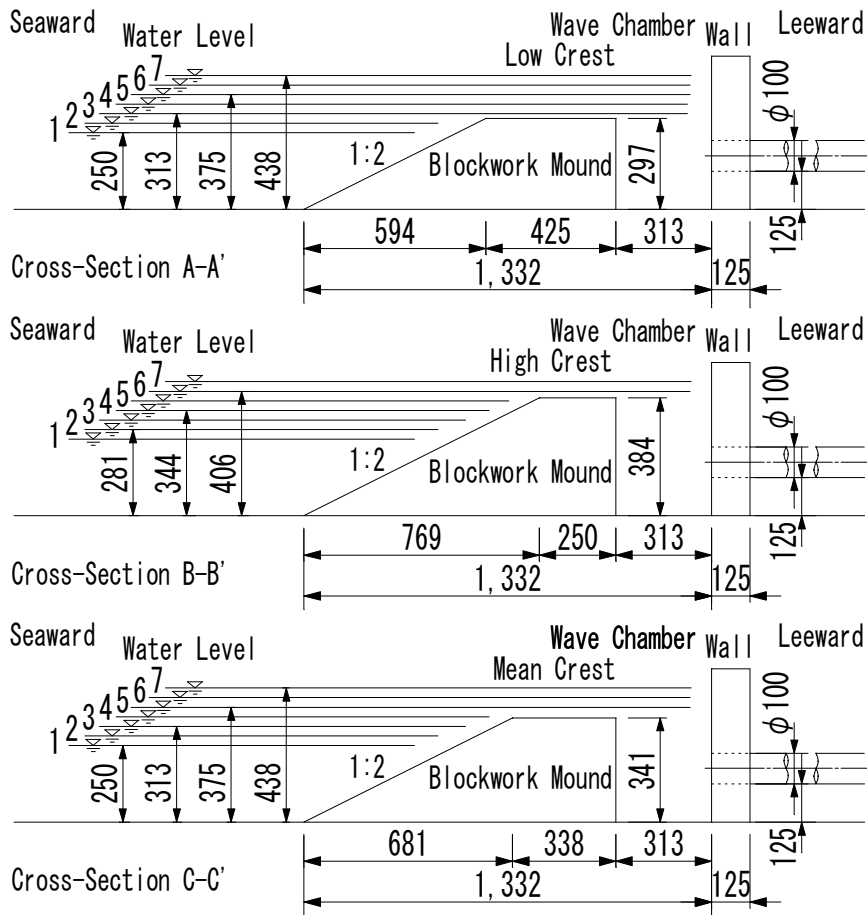 Seaward
Water Level
Wave Chamber
Wall
Leeward
Low Crest
1 2 3 4 5 6 7
φ100
250
313
375
438
1:2
Blockwork Mound
297
125
594
425
313
1,332
125
Cross-Section A-A'
Seaward
Water Level
Wave Chamber
Wall
Leeward
High Crest
1 2 3 4 5 6 7
φ100
281
344
406
1:2
Blockwork Mound
384
125
769
250
313
1,332
125
Cross-Section B-B'
Seaward
Water Level
Wave Chamber
Wall
Leeward
Mean Crest
1 2 3 4 5 6 7
φ100
250
313
375
438
1:2
Blockwork Mound
341
125
681
338
313
1,332
125
Cross-Section C-C'